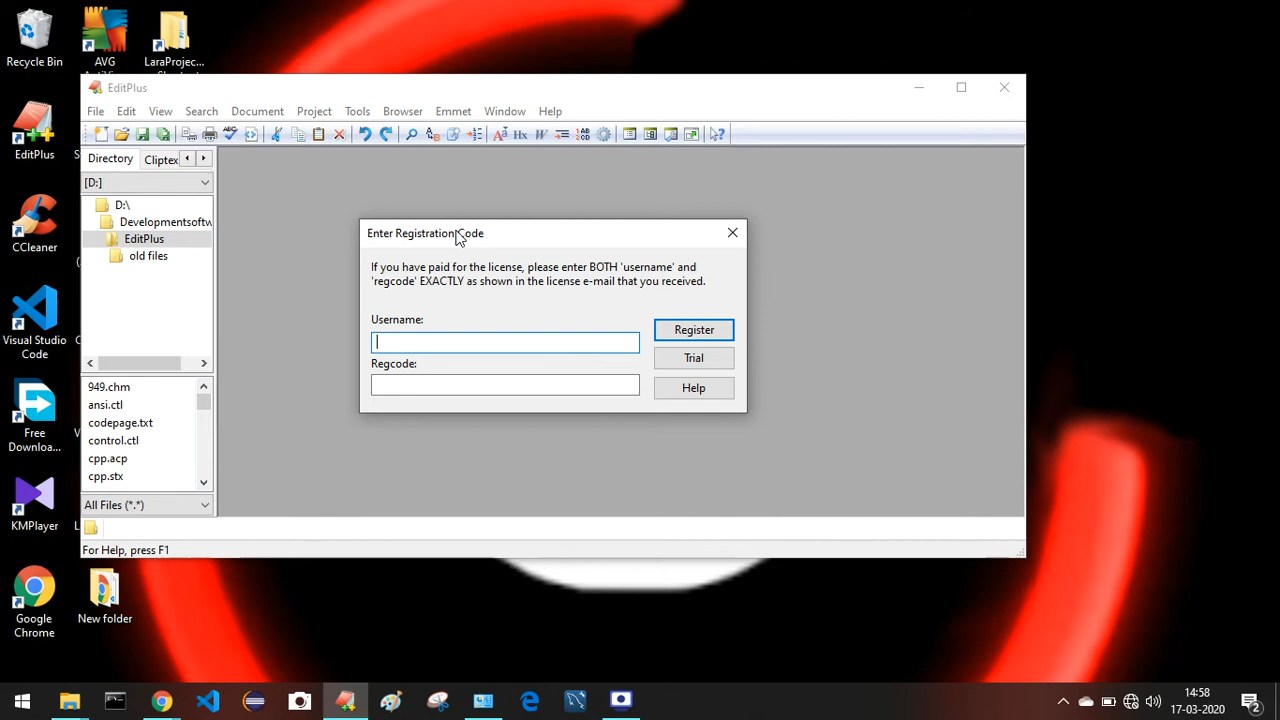 Recycle Bin
AVG
LaraProjec...
EditPlus
CCleaner
Visual Studio
Code
Free
Downloa...
KMPlayer
Google
Chrome
New folder
EditPlus
File Edit View Search Document Project Tools Browser Emmet Window Help
Directory Cliptex
[D:]
D:\
Developmentsoftw
EditPlus
old files
949.chm
ansi.ctl
codepage.txt
control.ctl
cpp.acp
cpp.stx
All Files (*.*)
For Help, press F1
Enter Registration Code
If you have paid for the license, please enter BOTH 'username' and
'regcode' EXACTLY as shown in the license e-mail that you received.
Username:
Register
Regcode:
Trial
Help
14:58
17-03-2020
2